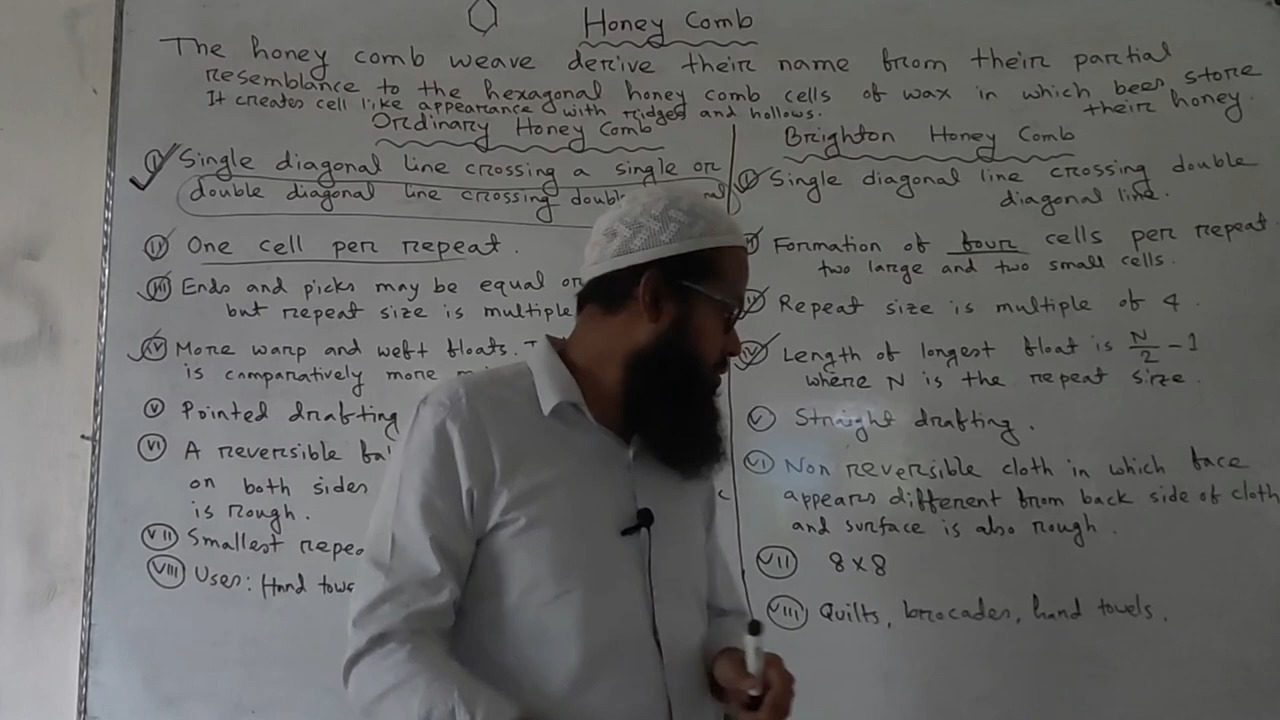 Honey Comb
The honey comb weave derive their name from their partial
resemblance to the hexagonal honey comb cells of wax in which bees store
their honey.
It creates cell like appearance with ridges and hollows.
Ordinary Honey Comb
I Single diagonal line crossing a single or
double diagonal line crossing
II One cell per repeat.
III Ends and picks may be equal or
but repeat size is multiple
IV More warp and weft floats.
is comparatively more
V Pointed drafting
VI A reversible
on both sides
is rough.
VII Smallest
VIII Uses: Hand
Brighton Honey Comb
I Single diagonal line crossing double
diagonal line.
Formation of four cells per repeat
two large and two small cells.
Repeat size is multiple of 4.
IV Length of longest float is N/2 - 1
where N is the repeat size.
V Straight drafting.
VI Non reversible cloth in which face
appears different from back side of cloth
and surface is also rough.
VII 8 x 8
VIII Quilts, brocades, hand towels.